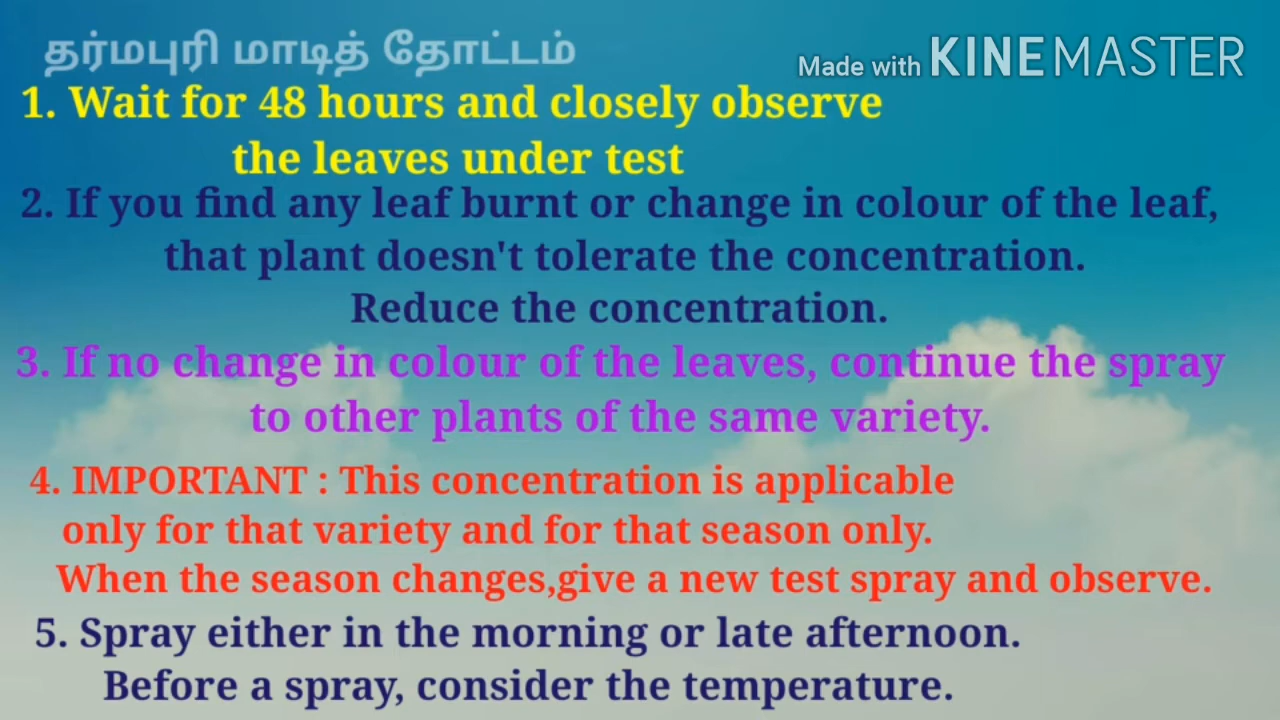 தர்மபுரி மாடித் தோட்டம்
Made with KINEMASTER
1. Wait for 48 hours and closely observe
the leaves under test
2. If you find any leaf burnt or change in colour of the leaf,
that plant doesn't tolerate the concentration.
Reduce the concentration.
3. If no change in colour of the leaves, continue the spray
to other plants of the same variety.
4. IMPORTANT : This concentration is applicable
only for that variety and for that season only.
When the season changes,give a new test spray and observe.
5. Spray either in the morning or late afternoon.
Before a spray, consider the temperature.